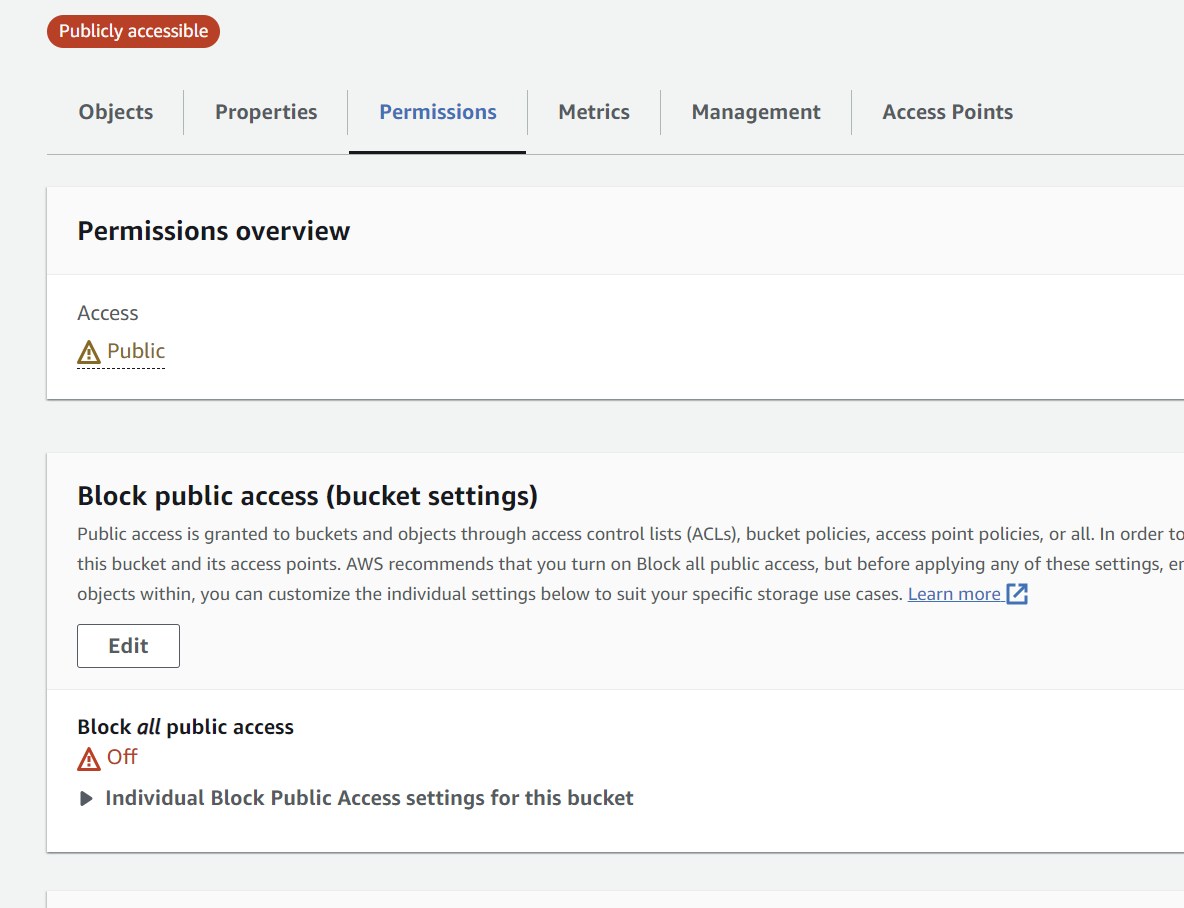 Publicly accessible
Objects
Properties
Permissions
Metrics
Management
Access Points
Permissions overview
Access
Public
Block public access (bucket settings)
Public access is granted to buckets and objects through access control lists (ACLs), bucket policies, access point policies, or all. In order to
this bucket and its access points. AWS recommends that you turn on Block all public access, but before applying any of these settings,
objects within, you can customize the individual settings below to suit your specific storage use cases. Learn more
Edit
Block all public access
Off
Individual Block Public Access settings for this bucket